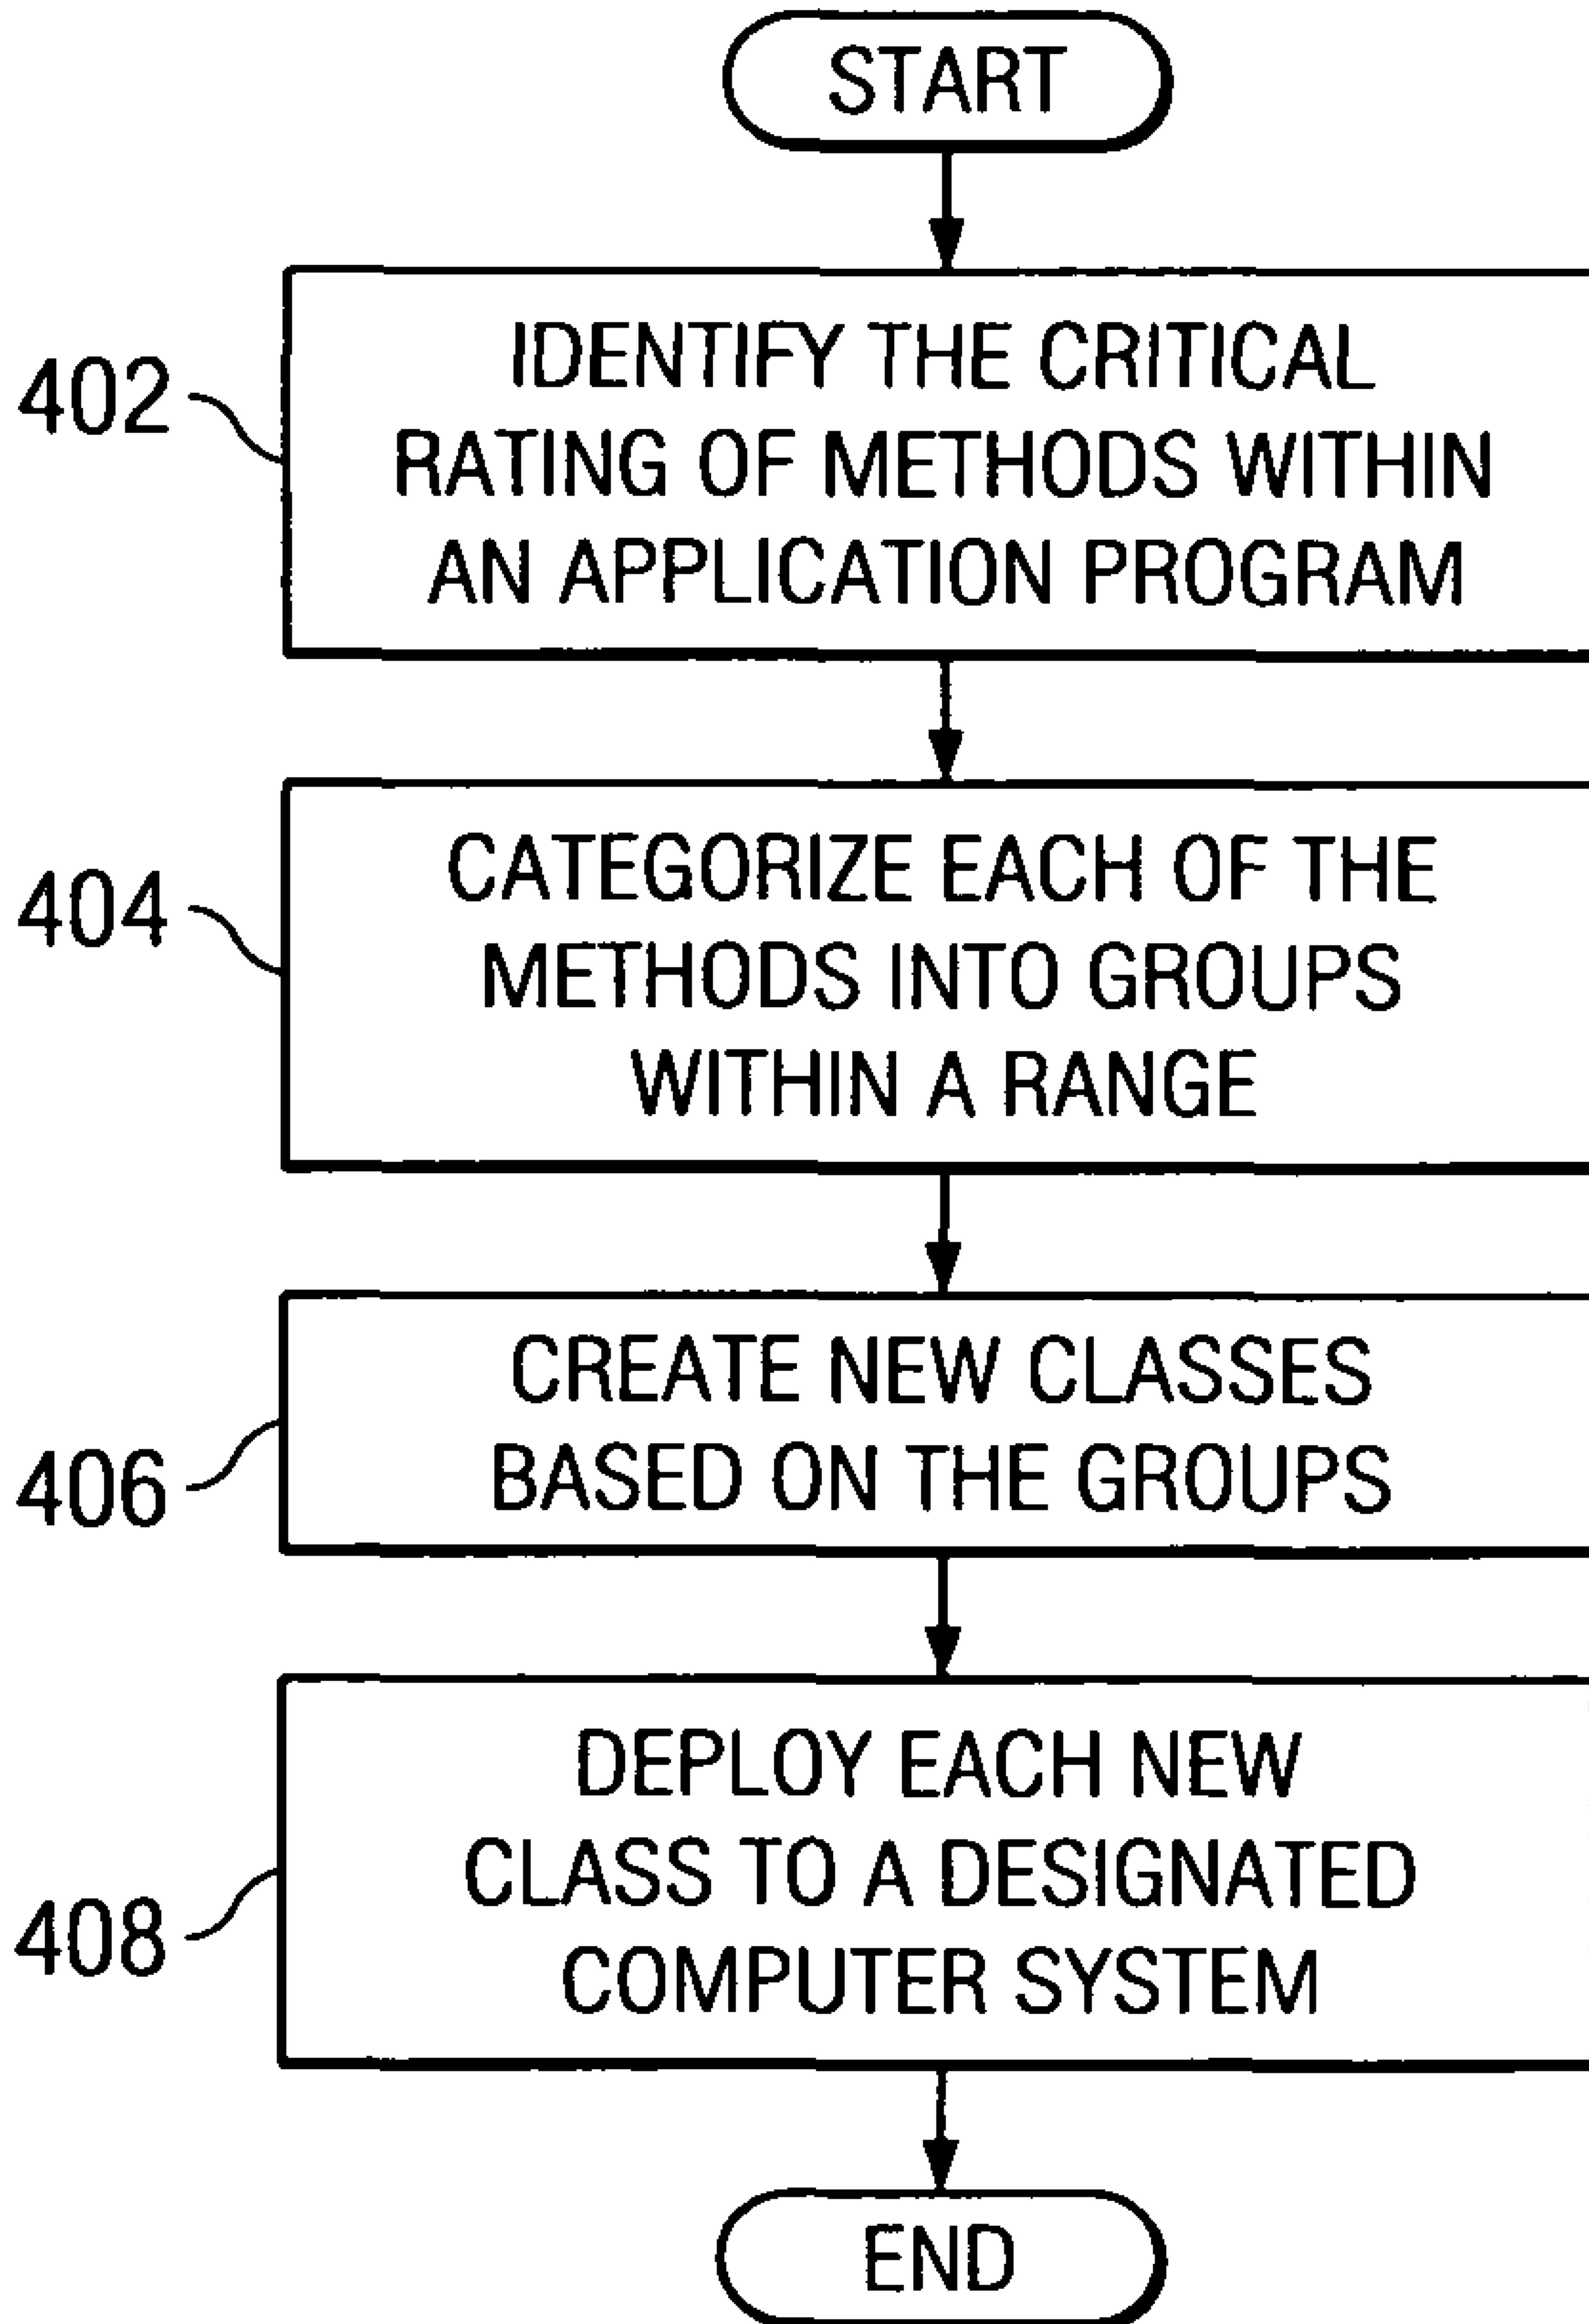 START
402
IDENTIFY THE CRITICAL
RATING OF METHODS WITHIN
AN APPLICATION PROGRAM
404
CATEGORIZE EACH OF THE
METHODS INTO GROUPS
WITHIN A RANGE
406
CREATE NEW CLASSES
BASED ON THE GROUPS
408
DEPLOY EACH NEW
CLASS TO A DESIGNATED
COMPUTER SYSTEM
END